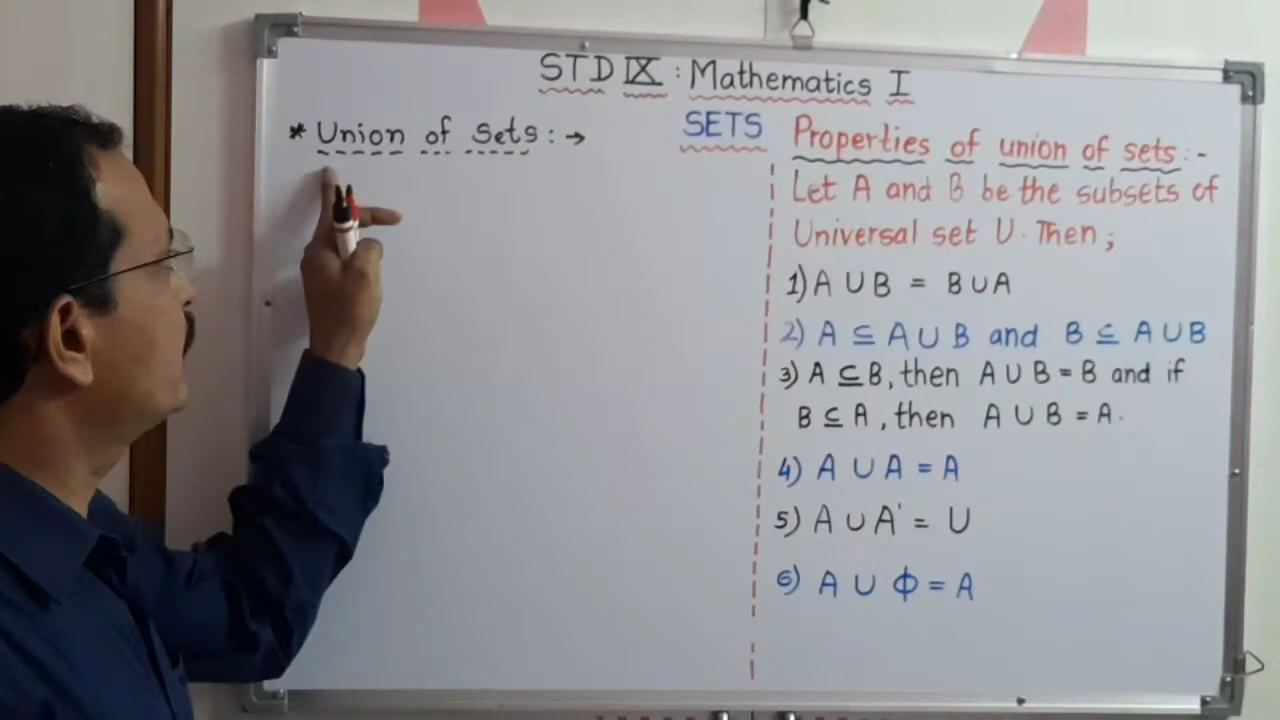 STD IX : Mathematics I
SETS
* Union of sets :→
Properties of union of sets :-
Let A and B be the subsets of
Universal set U. Then ;
1) A ∪ B = B ∪ A
2) A ⊆ A ∪ B and B ⊆ A ∪ B
3) A ⊆ B, then A ∪ B = B and if
B ⊆ A, then A ∪ B = A.
4) A ∪ A = A
5) A ∪ A' = U
6) A ∪ ϕ = A